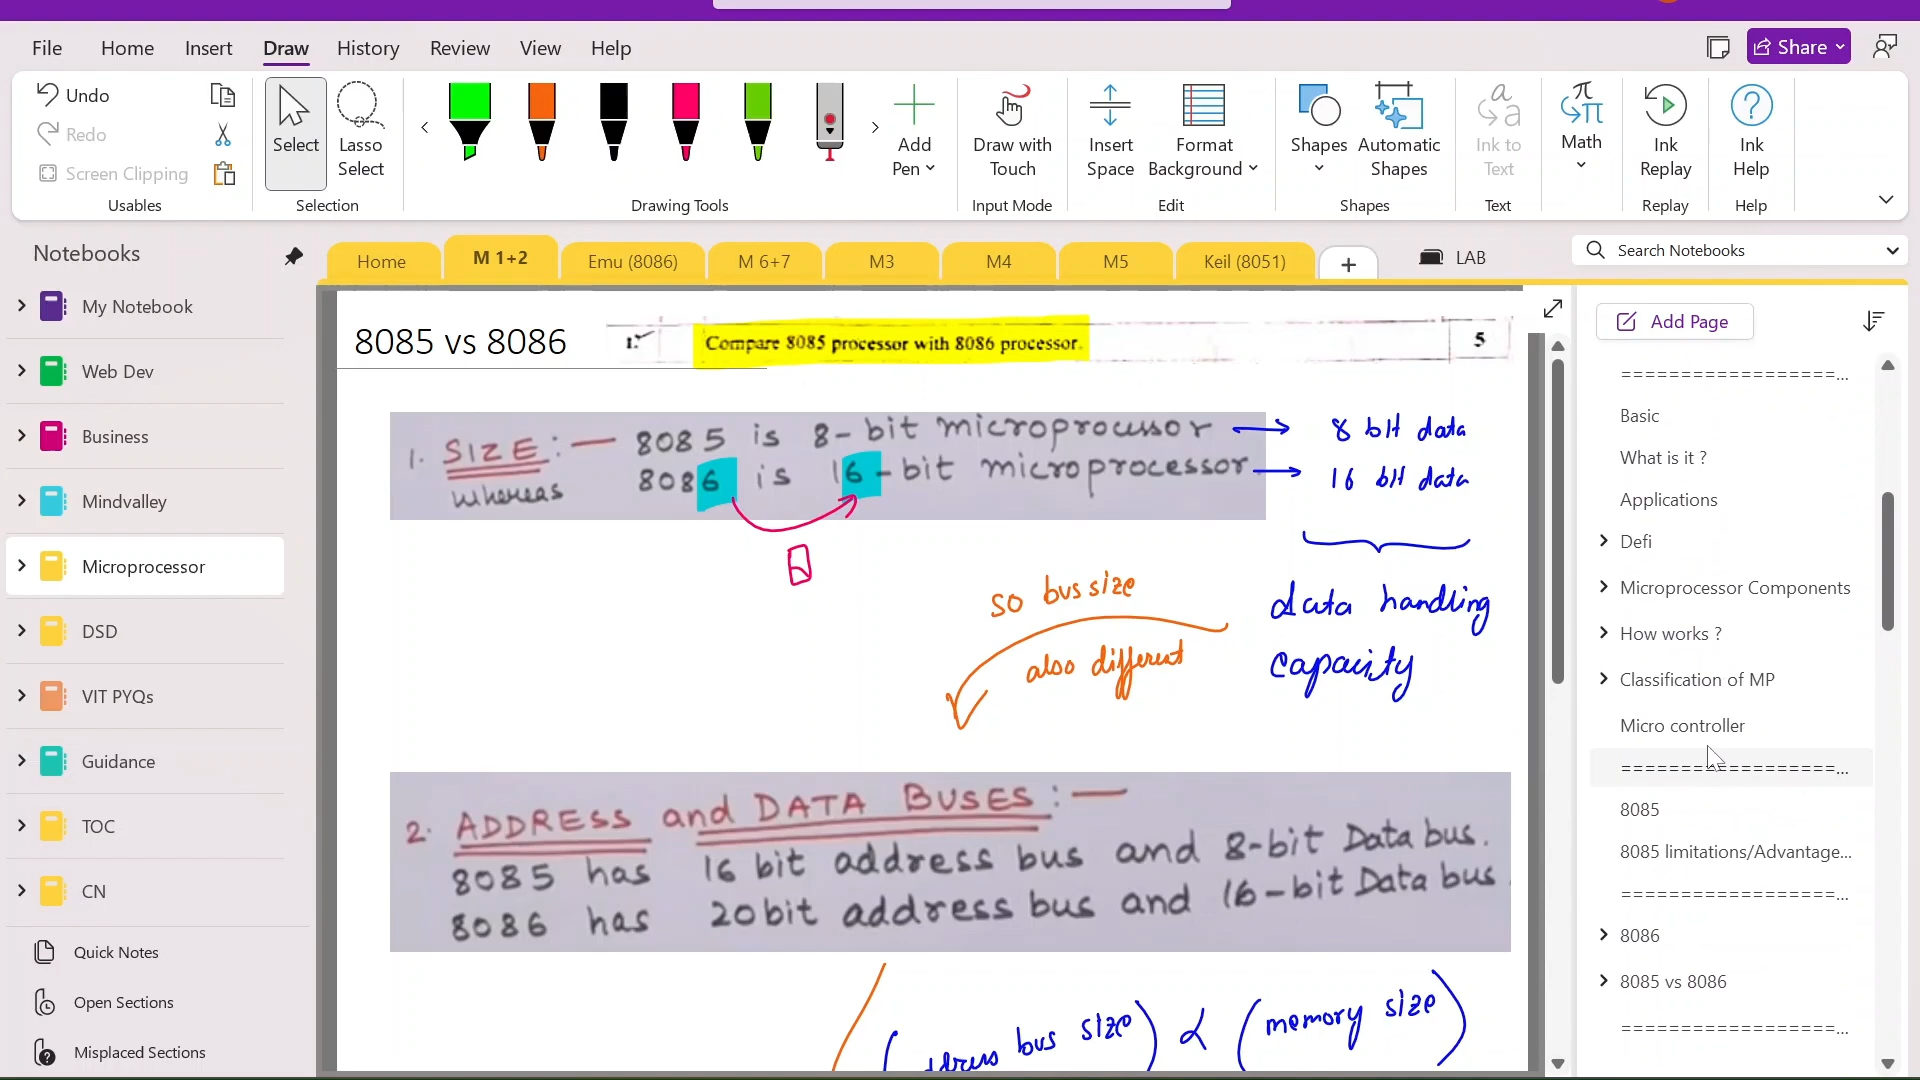 File Home Insert Draw History Review View Help Share
Undo
Redo
Screen Clipping
Usables
Select
Lasso
Select
Selection
Drawing Tools
Add
Pen
Draw with
Touch
Input Mode
Insert
Space
Format
Background
Edit
Shapes
Automatic
Shapes
Shapes
Ink to
Text
Text
Math
Ink
Replay
Replay
Ink
Help
Help
Notebooks
My Notebook
Web Dev
Business
Mindvalley
Microprocessor
DSD
VIT PYQs
Guidance
TOC
CN
Quick Notes
Open Sections
Misplaced Sections
Home M 1+2 Emu (8086) M 6+7 M3 M4 M5 Keil (8051) + LAB
Search Notebooks
8085 vs 8086
1. Compare 8085 processor with 8086 processor. 5
1. SIZE:— 8085 is 8-bit microprocussor → 8 bit data
whereas 8086 is 16-bit microprocessor → 16 bit data
data handling
capacity
so bus size
also different
2. ADDRESS and DATA BUSES:—
8085 has 16 bit address bus and 8-bit Data bus.
8086 has 20bit address bus and 16-bit Data bus.
bus size) ∝ (memory size)
Add Page
==================...
Basic
What is it ?
Applications
Defi
Microprocessor Components
How works ?
Classification of MP
Micro controller
==================...
8085
8085 limitations/Advantage...
==================...
8086
8085 vs 8086
==================...